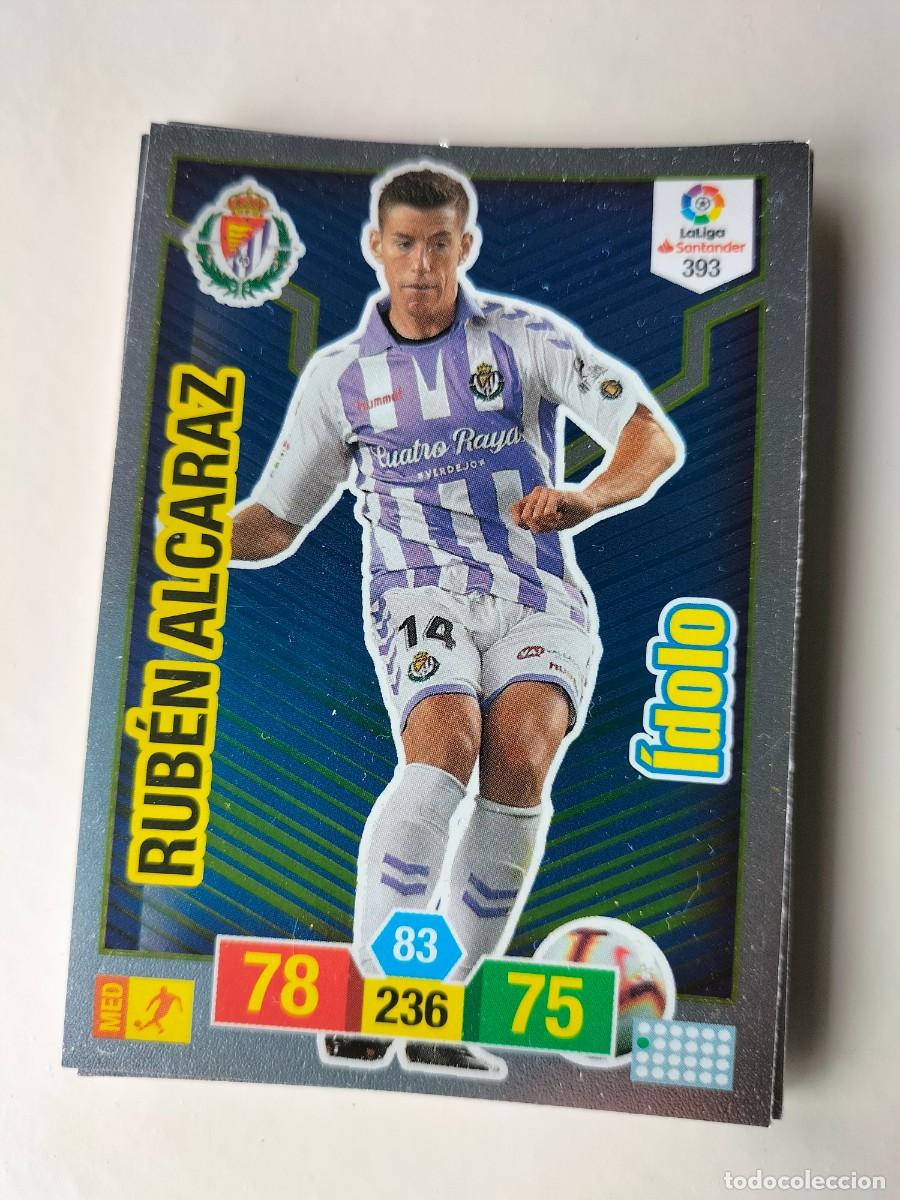 LaLiga
Santander
393
RUBÉN ALCARAZ
hummel
Cuatro Rayas
#VERDEJO
14
Ídolo
83
78
236
75
MED
todocoleccion